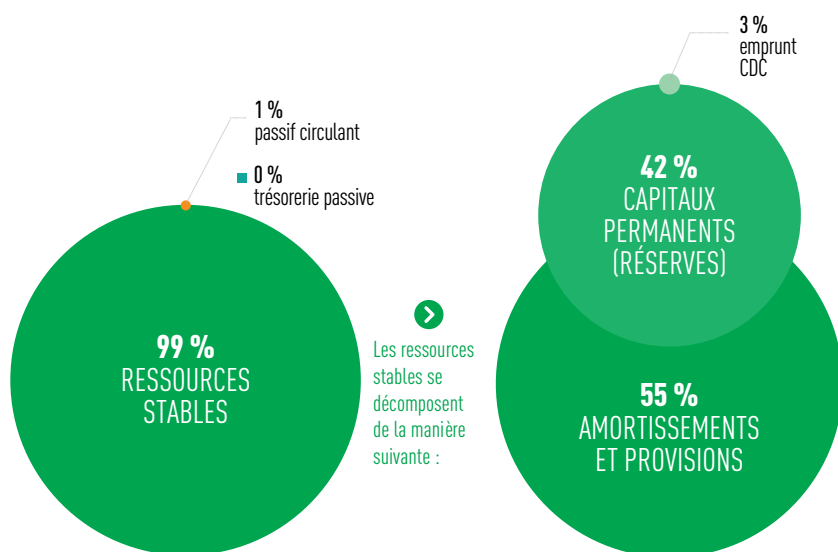 1 %
passif circulant
0 %
trésorerie passive
99 %
RESSOURCES
STABLES
Les ressources
stables se
décomposent
de la manière
suivante :
3 %
emprunt
CDC
42 %
CAPITAUX
PERMANENTS
(RÉSERVES)
55 %
AMORTISSEMENTS
ET PROVISIONS